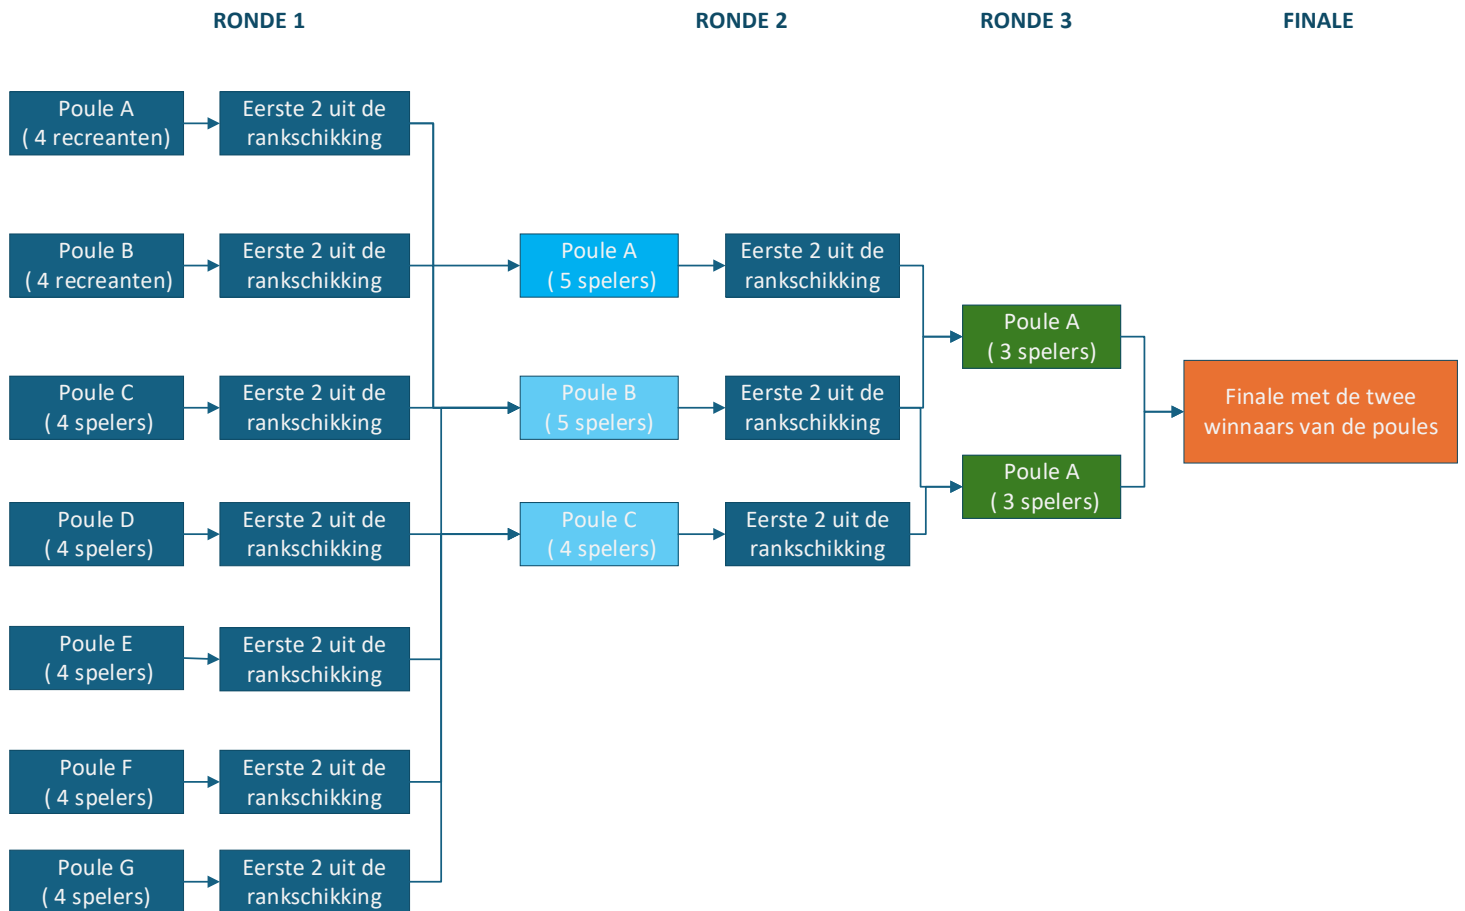 RONDE 1
RONDE 2
RONDE 3
FINALE
Poule A
( 4 recreanten)
Eerste 2 uit de
rankschikking
Poule B
( 4 recreanten)
Eerste 2 uit de
rankschikking
Poule A
( 5 spelers)
Eerste 2 uit de
rankschikking
Poule A
( 3 spelers)
Poule C
( 4 spelers)
Eerste 2 uit de
rankschikking
Poule B
( 5 spelers)
Eerste 2 uit de
rankschikking
Finale met de twee
winnaars van de poules
Poule A
( 3 spelers)
Poule D
( 4 spelers)
Eerste 2 uit de
rankschikking
Poule C
( 4 spelers)
Eerste 2 uit de
rankschikking
Poule E
( 4 spelers)
Eerste 2 uit de
rankschikking
Poule F
( 4 spelers)
Eerste 2 uit de
rankschikking
Poule G
( 4 spelers)
Eerste 2 uit de
rankschikking